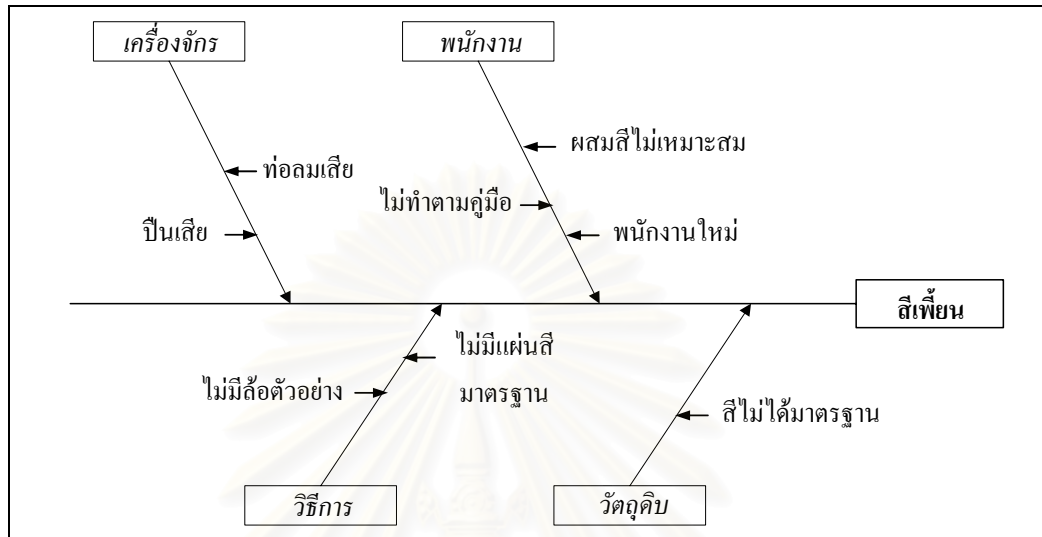 เครื่องจักร
พนักงาน
ผสมสีไม่เหมาะสม
ท่อลมเสีย
ไม่ทำตามคู่มือ
ปืนเสีย
พนักงานใหม่
สีเพี้ยน
ไม่มีแผ่นสี
มาตรฐาน
ไม่มีล้อตัวอย่าง
สีไม่ได้มาตรฐาน
วิธีการ
วัตถุดิบ